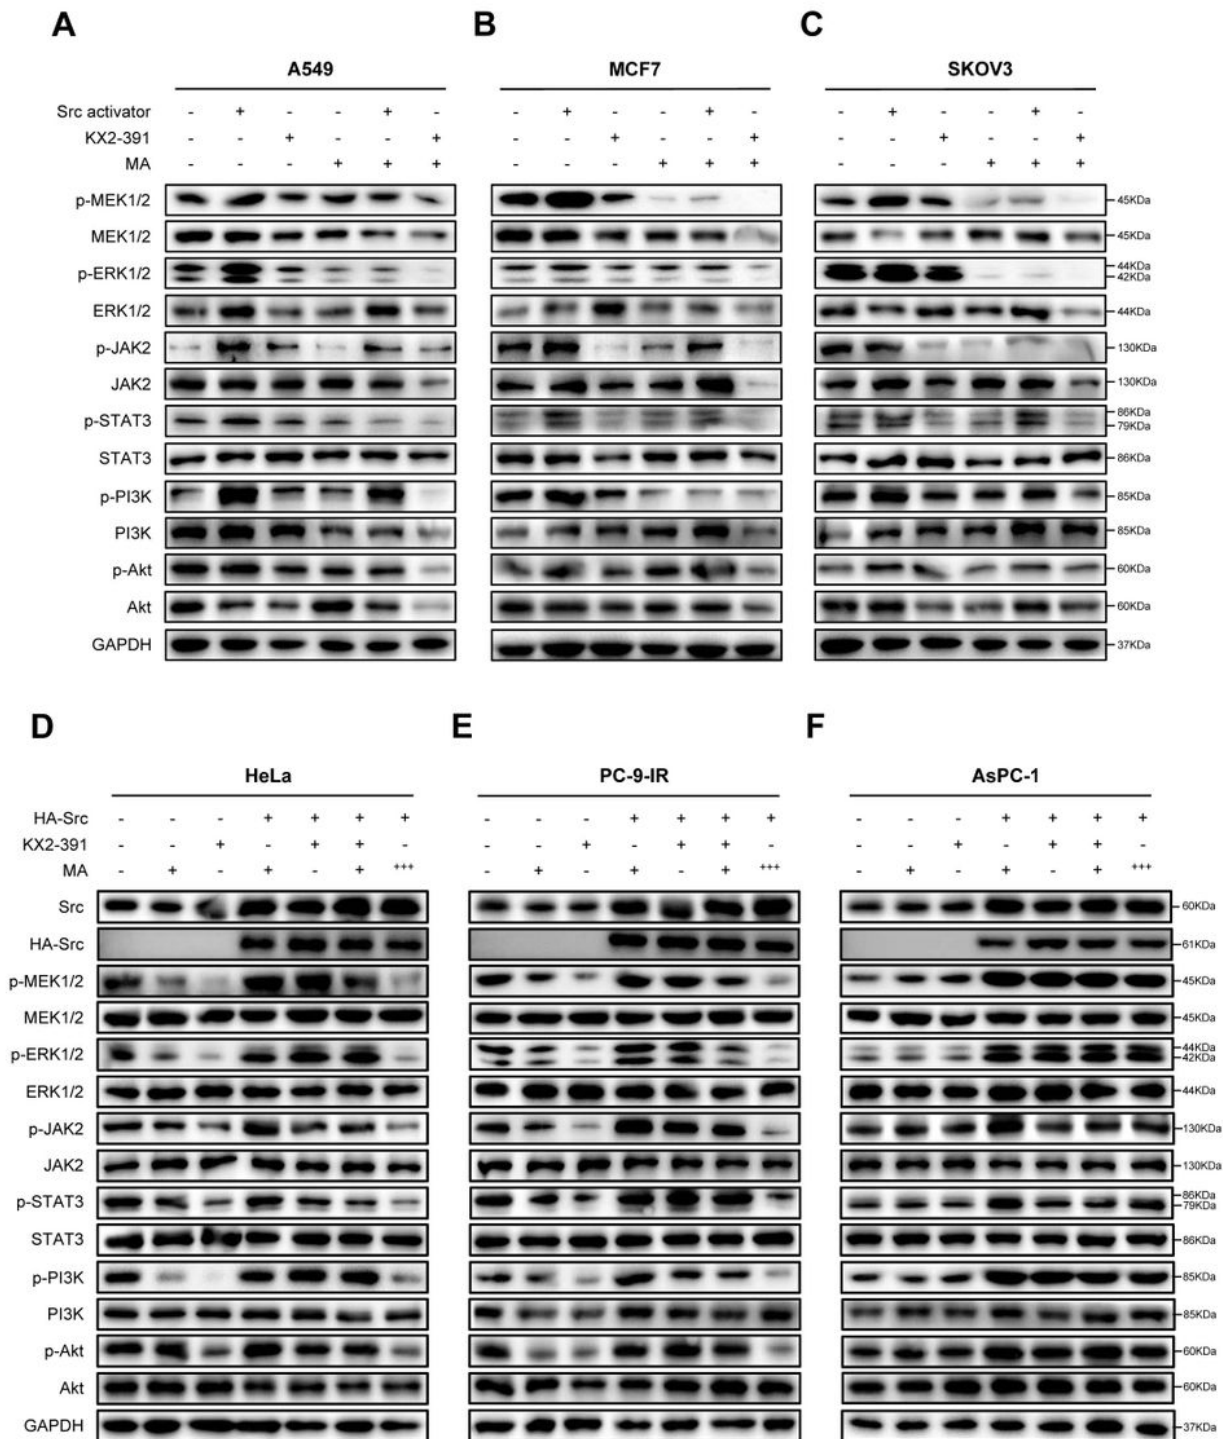 A B C
A549 MCF7 SKOV3
Src activator - + - - + - - + - - + - - + - - + -
KX2-391 - - + - - + - - + - - + - - + - - +
MA - - - + + + - - - + + + - - - + + +
p-MEK1/2 45KDa
MEK1/2 45KDa
p-ERK1/2 44KDa
42KDa
ERK1/2 44KDa
p-JAK2 130KDa
JAK2 130KDa
p-STAT3 86KDa
79KDa
STAT3 86KDa
p-PI3K 85KDa
PI3K 85KDa
p-Akt 60KDa
Akt 60KDa
GAPDH 37KDa
D E F
HeLa PC-9-IR AsPC-1
HA-Src - - - + + + + - - - + + + + - - - + + + +
KX2-391 - - + - + + - - - + - + + - - - + - + + -
MA - + - + - + +++ - + - + - + +++ - + - + - + +++
Src 60KDa
HA-Src 61KDa
p-MEK1/2 45KDa
MEK1/2 45KDa
p-ERK1/2 44KDa
42KDa
ERK1/2 44KDa
p-JAK2 130KDa
JAK2 130KDa
p-STAT3 86KDa
79KDa
STAT3 86KDa
p-PI3K 85KDa
PI3K 85KDa
p-Akt 60KDa
Akt 60KDa
GAPDH 37KDa